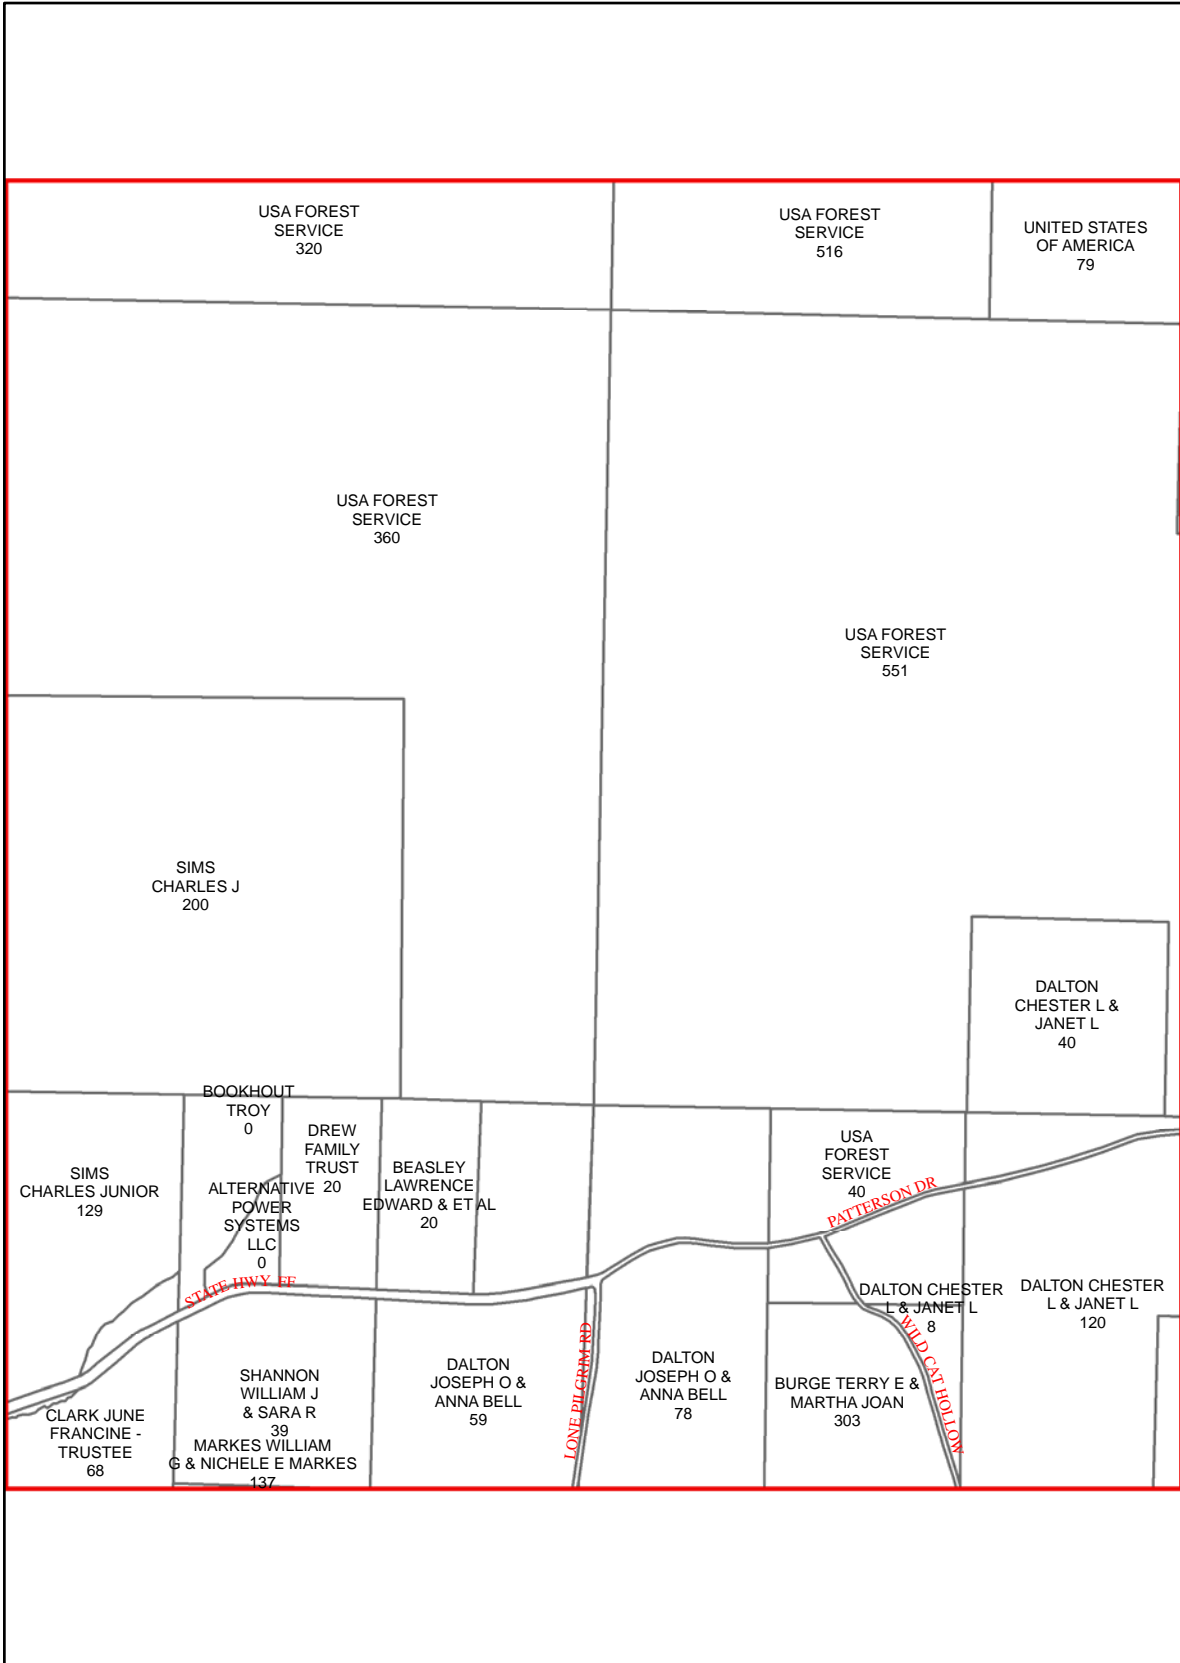 USA FOREST
SERVICE
320
USA FOREST
SERVICE
516
UNITED STATES
OF AMERICA
79
USA FOREST
SERVICE
360
USA FOREST
SERVICE
551
SIMS
CHARLES J
200
DALTON
CHESTER L &
JANET L
40
BOOKHOUT
TROY
0
DREW
FAMILY
TRUST
20
BEASLEY
LAWRENCE
EDWARD & ET AL
20
SIMS
CHARLES JUNIOR
129
ALTERNATIVE
POWER
SYSTEMS
LLC
0
USA
FOREST
SERVICE
40
PATTERSON DR
STATE HWY FF
DALTON CHESTER
L & JANET L
8
DALTON CHESTER
L & JANET L
120
WILD CAT HOLLOW
LONE PILGRIM RD
SHANNON
WILLIAM J
& SARA R
39
DALTON
JOSEPH O &
ANNA BELL
59
DALTON
JOSEPH O &
ANNA BELL
78
BURGE TERRY E &
MARTHA JOAN
303
CLARK JUNE
FRANCINE -
TRUSTEE
68
MARKES WILLIAM
G & NICHELE E MARKES
137